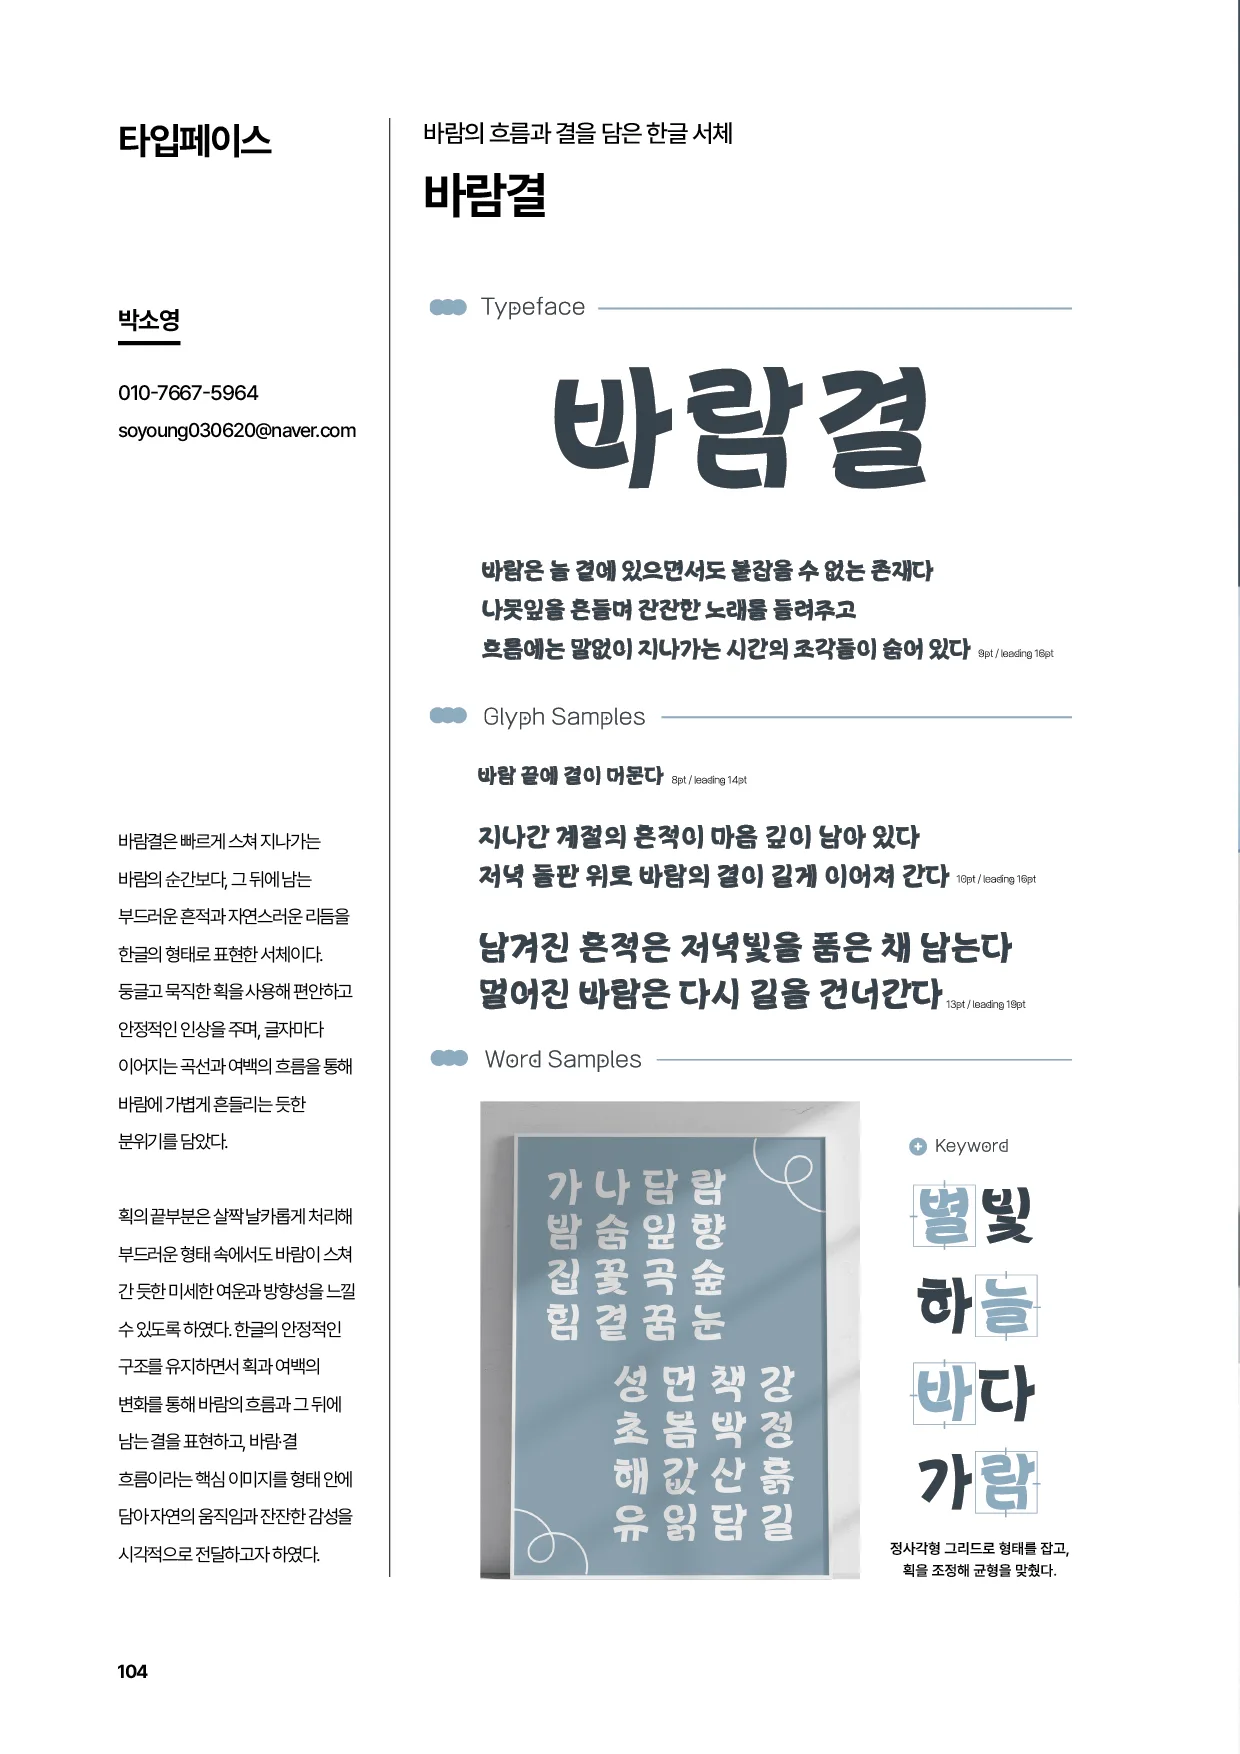 타입페이스
박소영
010-7667-5964
soyoung030620@naver.com
바람결은 빠르게 스쳐 지나가는
바람의 순간보다, 그 뒤에 남는
부드러운 흔적과 자연스러운 리듬을
한글의 형태로 표현한 서체이다.
둥글고 묵직한 획을 사용해 편안하고
안정적인 인상을 주며, 글자마다
이어지는 곡선과 여백의 흐름을 통해
바람에 가볍게 흔들리는 듯한
분위기를 담았다.
획의 끝부분은 살짝 날카롭게 처리해
부드러운 형태 속에서도 바람이 스쳐
간 듯한 미세한 여운과 방향성을 느낄
수 있도록 하였다. 한글의 안정적인
구조를 유지하면서 획과 여백의
변화를 통해 바람의 흐름과 그 뒤에
남는 결을 표현하고, 바람·결
흐름이라는 핵심 이미지를 형태 안에
담아 자연의 움직임과 잔잔한 감성을
시각적으로 전달하고자 하였다.
104
바람의 흐름과 결을 담은 한글 서체
바람결
Typeface
바람결
바람은 늘 곁에 있으면서도 붙잡을 수 없는 존재다
나뭇잎을 흔들며 잔잔한 노래를 들려주고
흐름에는 말없이 지나가는 시간의 조각들이 숨어 있다 9pt / leading 16pt
Glyph Samples
바람 끝에 결이 머문다 8pt / leading 14pt
지나간 계절의 흔적이 마음 깊이 남아 있다
저녁 들판 위로 바람의 결이 길게 이어져 간다 10pt / leading 16pt
남겨진 흔적은 저녁빛을 품은 채 남는다
멀어진 바람은 다시 길을 건너간다 13pt / leading 19pt
Word Samples
가 나 담 람
밤 숨 잎 향
집 꽃 곡 숲
힘 결 꿈 눈
성 먼 책 강
초 봄 박 정
해 값 산 흙
유 읽 담 길
Keyword
별빛
하늘
바다
가람
정사각형 그리드로 형태를 잡고,
획을 조정해 균형을 맞췄다.